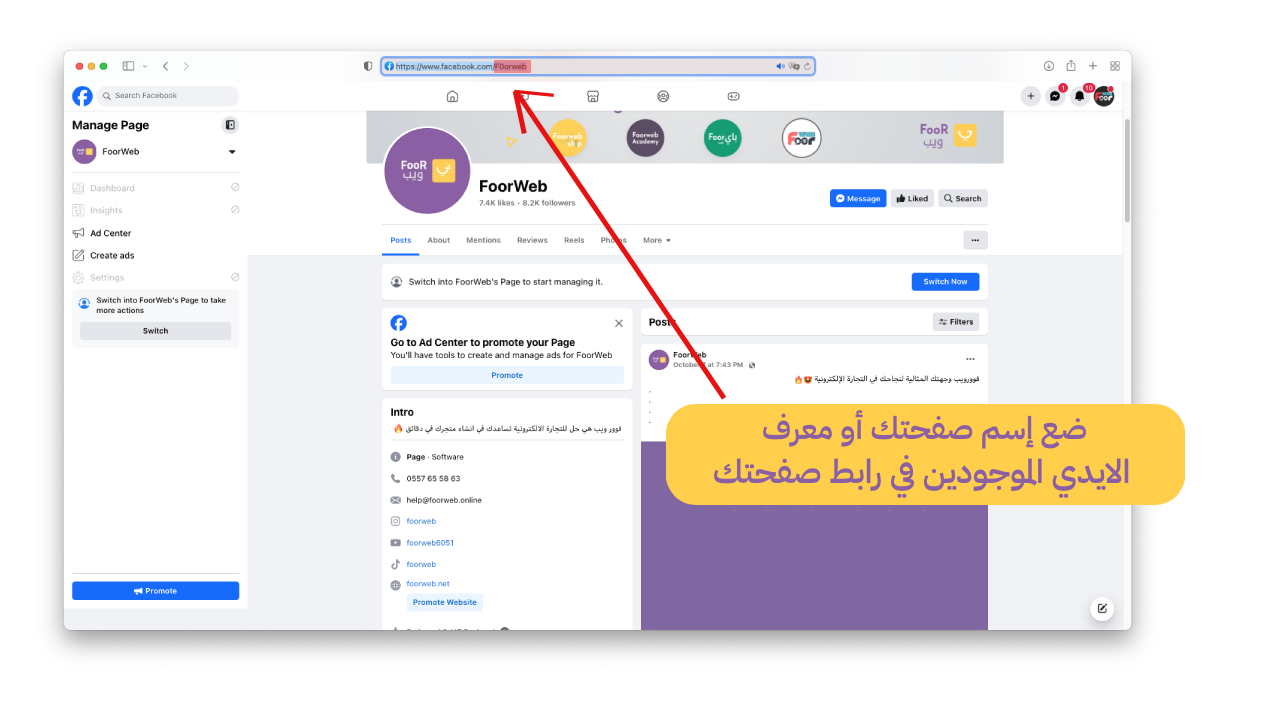 https://www.facebook.com/F0orweb
Search Facebook
1
10
Manage Page
FoorWeb
Dashboard
Insights
Ad Center
Create ads
Settings
Switch into FoorWeb's Page to take
more actions
Switch
Promote
Foorweb
shop
Foorweb
Academy
Foorباي
FooR
WEB
FooR
ويب
FooR
ويب
FoorWeb
7.4K likes · 8.2K followers
Message
Liked
Search
Posts
About
Mentions
Reviews
Reels
Photos
More
Switch into FoorWeb's Page to start managing it.
Switch Now
Go to Ad Center to promote your Page
You'll have tools to create and manage ads for FoorWeb
Promote
Intro
فوور ويب هي حل للتجارة الالكترونية تساعدك في انشاء متجرك في دقائق 🔥
Page · Software
0557 65 58 63
help@foorweb.online
foorweb
foorweb6051
foorweb
foorweb.net
Promote Website
Posts
Filters
FoorWeb
at 7:43 PM
فوورويب وجهتك المثالية لنجاحك في التجارة الإلكترونية 🤩🔥
.
.
.
.
ضع إسم صفحتك أو معرف
الايدي الموجودين في رابط صفحتك